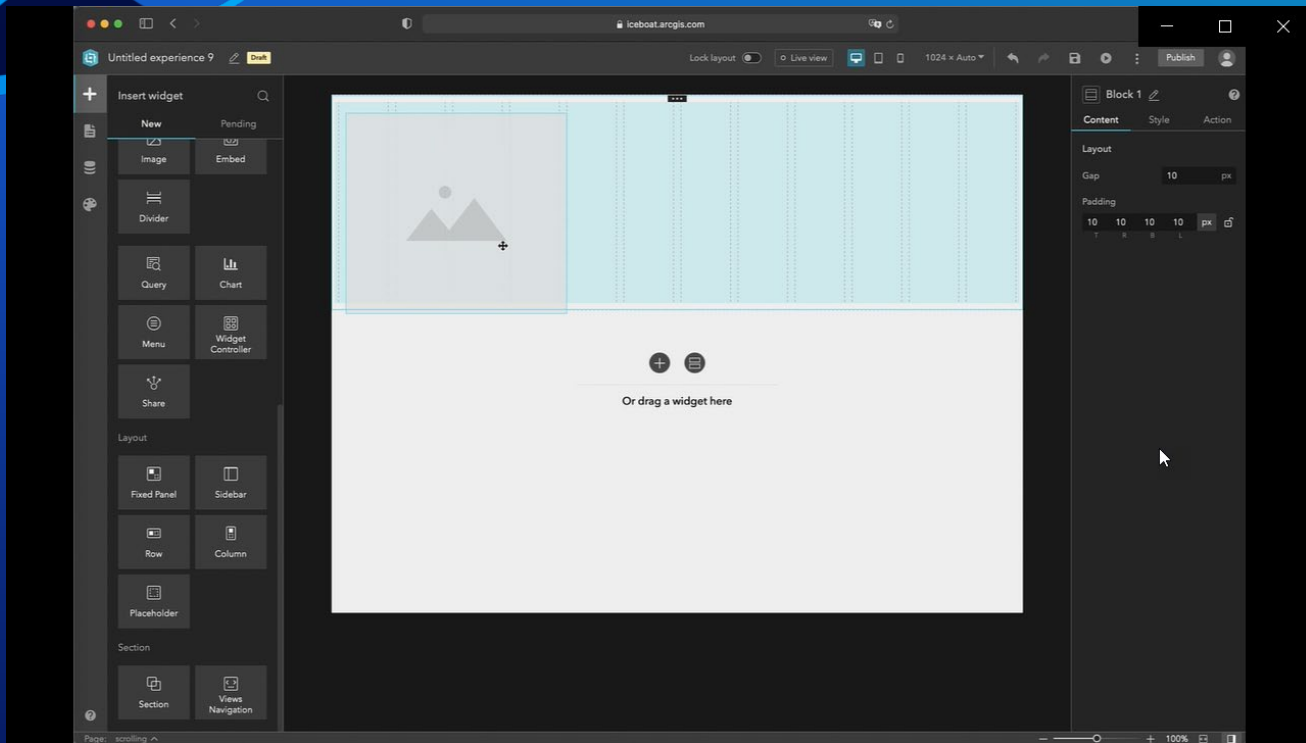 iceboat.arcgis.com
Untitled experience 9
Draft
Lock layout
Live view
1024 × Auto
Publish
Insert widget
New
Pending
Image
Embed
Divider
Query
Chart
Menu
Widget
Controller
Share
Layout
Fixed Panel
Sidebar
Row
Column
Placeholder
Section
Section
Views
Navigation
Or drag a widget here
Block 1
Content
Style
Action
Layout
Gap
10
px
Padding
10
10
10
10
px
T
R
B
L
Page: scrolling
100%